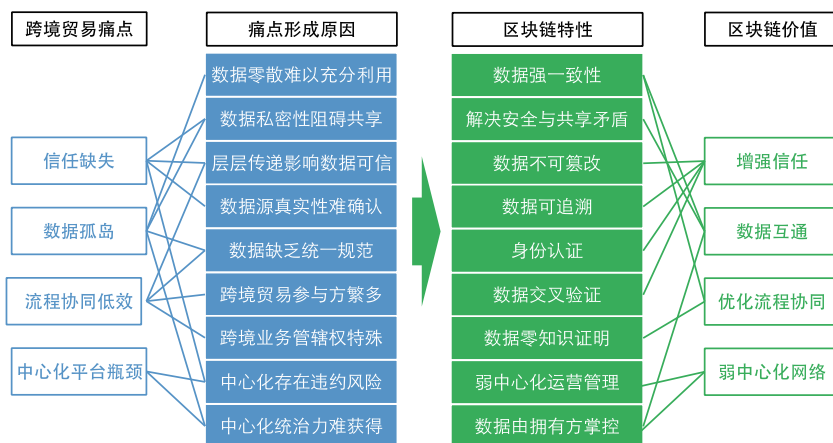 跨境贸易痛点
痛点形成原因
区块链特性
区块链价值
信任缺失
数据孤岛
流程协同低效
中心化平台瓶颈
数据零散难以充分利用
数据私密性阻碍共享
层层传递影响数据可信
数据源真实性难确认
数据缺乏统一规范
跨境贸易参与方繁多
跨境业务管辖权特殊
中心化存在违约风险
中心化统治力难获得
数据强一致性
解决安全与共享矛盾
数据不可篡改
数据可追溯
身份认证
数据交叉验证
数据零知识证明
弱中心化运营管理
数据由拥有方掌控
增强信任
数据互通
优化流程协同
弱中心化网络